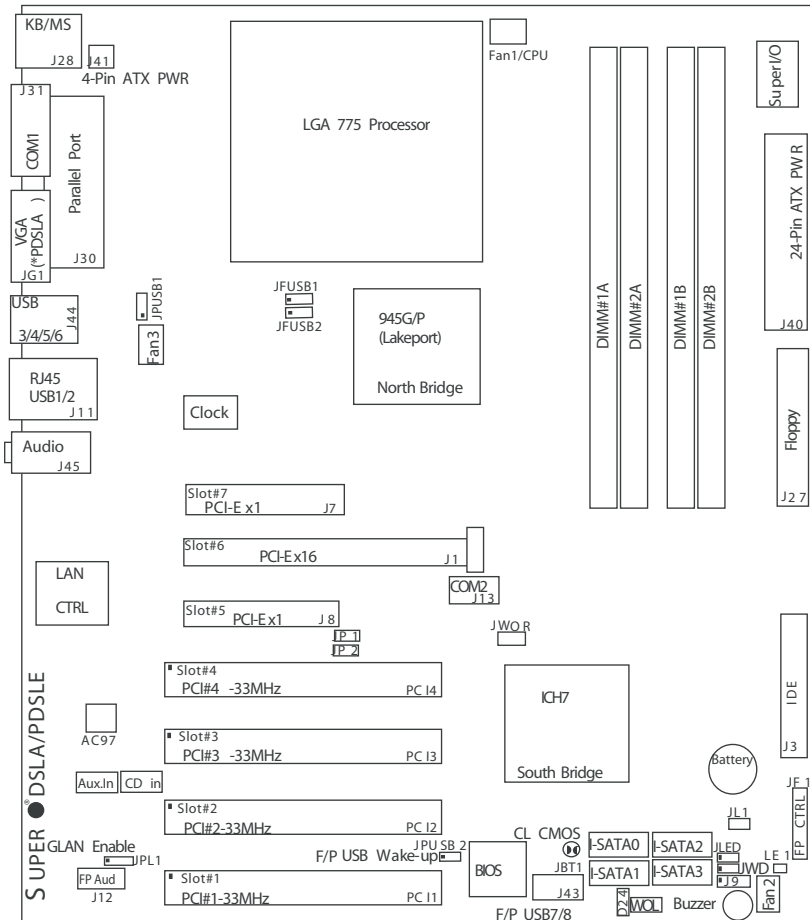 KB/MS
J28
J41
4-Pin ATX PWR
Fan1/CPU
Super I/O
J31
COM1
Parallel Port
J30
LGA 775 Processor
VGA
(*PDSLA )
JG1
24-Pin ATX PWR
J40
USB
3/4/5/6
J44
JPUSB1
Fan3
JFUSB1
JFUSB2
945G/P
(Lakeport)
North Bridge
DIMM#1A
DIMM#2A
DIMM#1B
DIMM#2B
RJ45
USB1/2
J11
Clock
Floppy
J27
Audio
J45
Slot#7
PCI-E x1
J7
Slot#6
PCI-E x16
J1
COM2
J13
LAN
CTRL
Slot#5
PCI-E x1
J8
JP1
JP2
JWOR
Slot#4
PCI#4 -33MHz
PCI4
ICH7
South Bridge
IDE
J3
AC97
Slot#3
PCI#3 -33MHz
PCI3
Battery
Aux.In
CD in
Slot#2
PCI#2-33MHz
PCI2
JL1
JF1
FP CTRL
SUPER ® DSLA/PDSLE
GLAN Enable
JPL1
F/P USB Wake-up
JPUSB2
CL CMOS
JBT1
BIOS
I-SATA0
I-SATA2
I-SATA1
I-SATA3
JLED
JWD
J9
LE1
Fan2
FP Aud
J12
Slot#1
PCI#1-33MHz
PCI1
J43
F/P USB7/8
D24
WOL
Buzzer